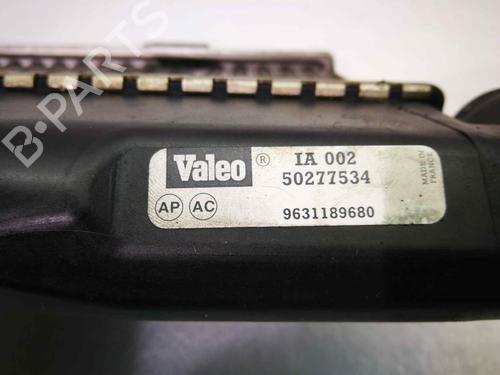 Valeo ® IA 002
50277534
AP AC 9631189680
MADE IN
FRANCE
B-PARTS